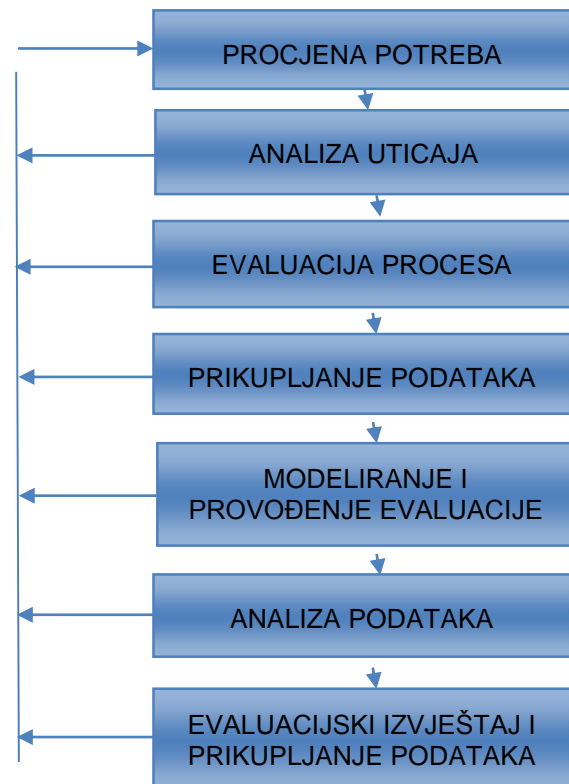 PROCJENA POTREBA
ANALIZA UTICAJA
EVALUACIJA PROCESA
PRIKUPLJANJE PODATAKA
MODELIRANJE I
PROVOĐENJE EVALUACIJE
ANALIZA PODATAKA
EVALUACIJSKI IZVJEŠTAJ I
PRIKUPLJANJE PODATAKA